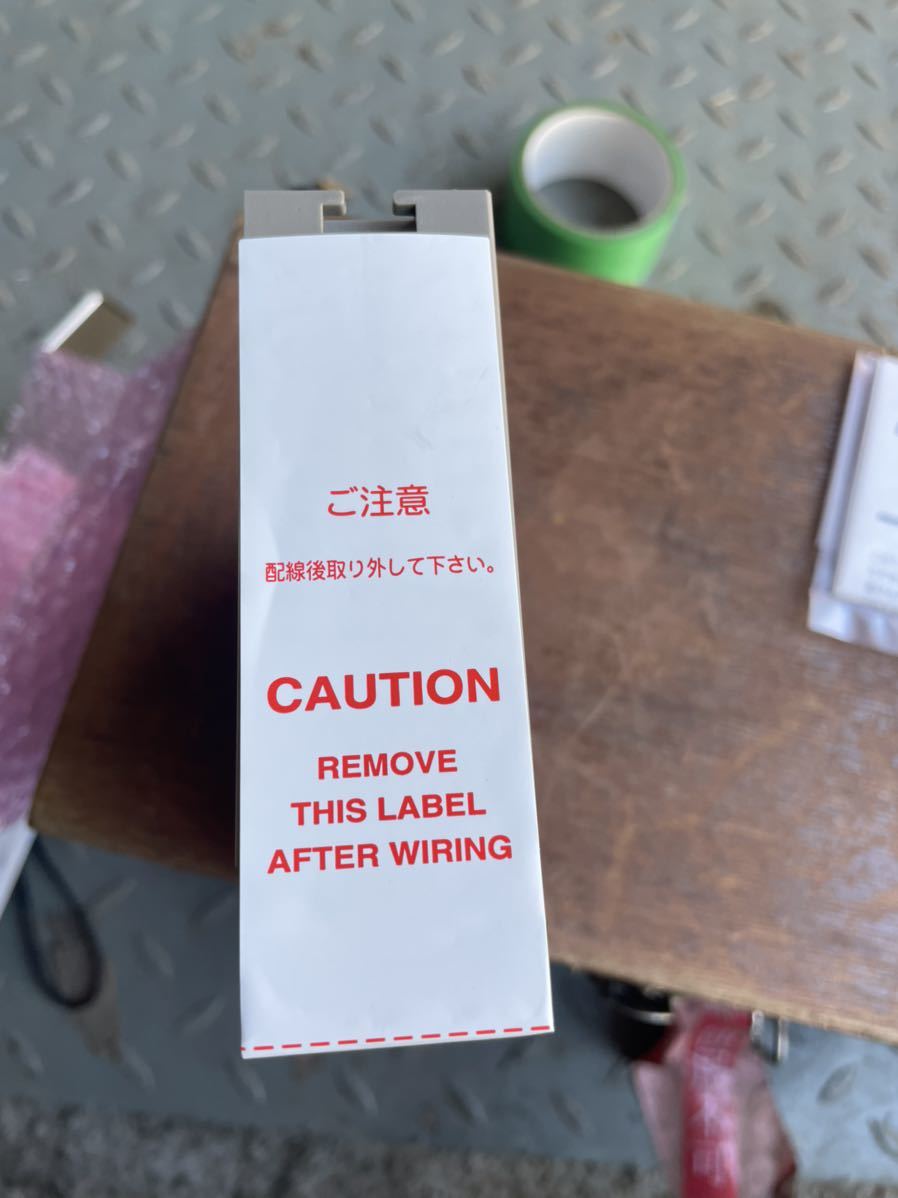 ご注意
配線後取り外して下さい。
CAUTION
REMOVE
THIS LABEL
AFTER WIRING